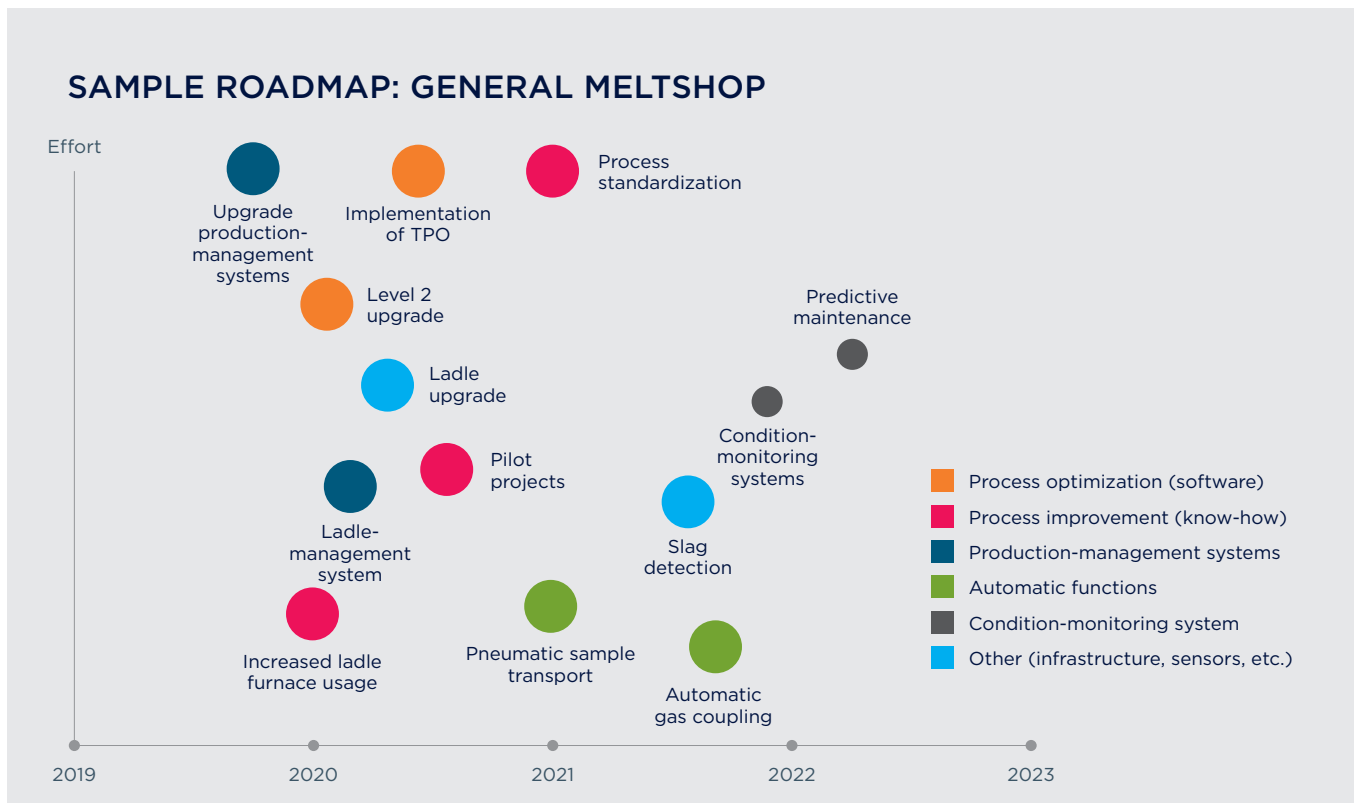 SAMPLE ROADMAP: GENERAL MELTSHOP
Effort
Upgrade
production-
management
systems
Implementation
of TPO
Process
standardization
Level 2
upgrade
Predictive
maintenance
Ladle
upgrade
Condition-
monitoring
systems
Pilot
projects
Ladle-
management
system
Slag
detection
Increased ladle
furnace usage
Pneumatic sample
transport
Automatic
gas coupling
Process optimization (software)
Process improvement (know-how)
Production-management systems
Automatic functions
Condition-monitoring system
Other (infrastructure, sensors, etc.)
2019
2020
2021
2022
2023